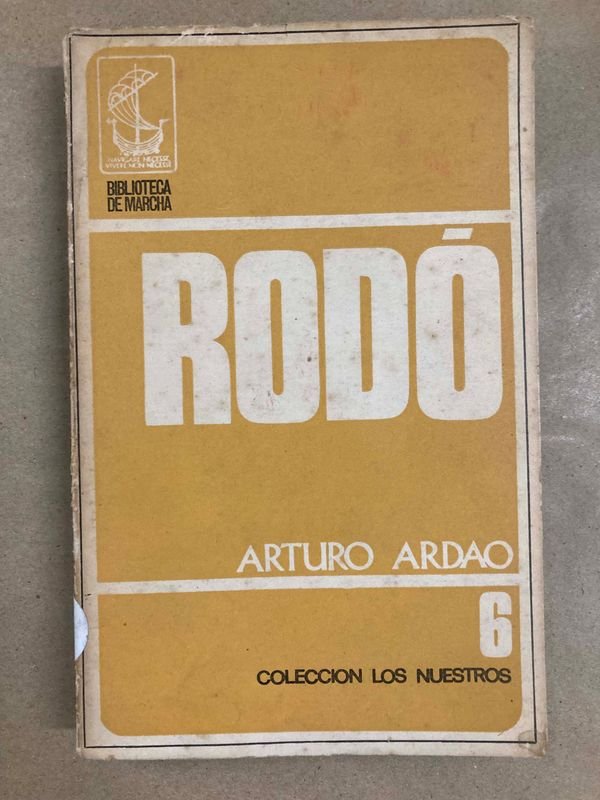 NAVIGARE NECESSE
VIVERE NON NECESSE
BIBLIOTECA
DE MARCHA
RODÓ
ARTURO ARDAO
6
COLECCION LOS NUESTROS